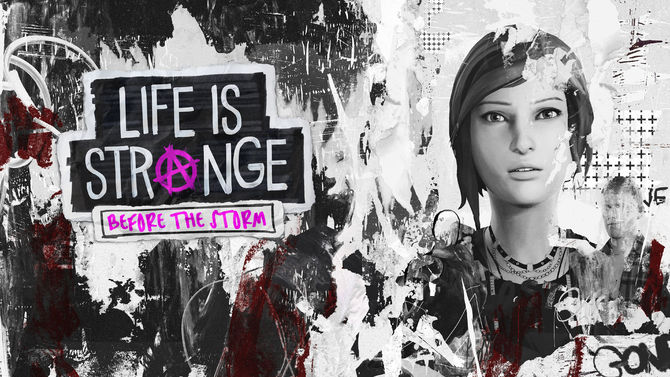 LIFE IS
STRANGE
BEFORE THE STORM